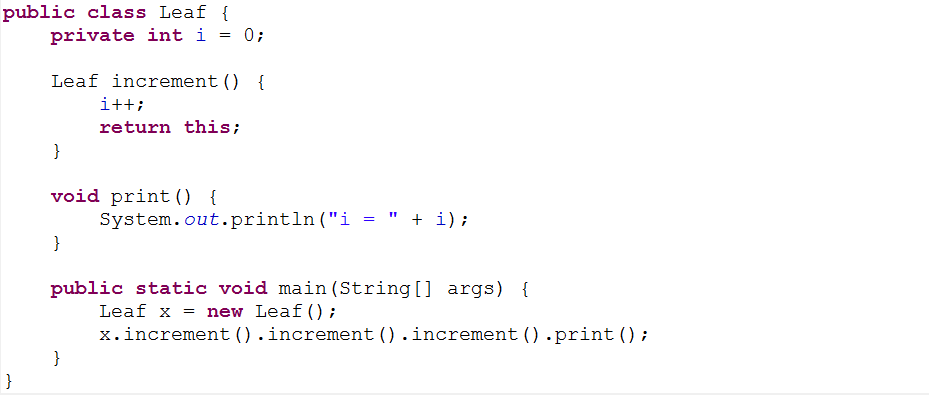 public class Leaf {
    private int i = 0;

    Leaf increment() {
        i++;
        return this;
    }

    void print() {
        System.out.println("i = " + i);
    }

    public static void main(String[] args) {
        Leaf x = new Leaf();
        x.increment().increment().increment().print();
    }
}